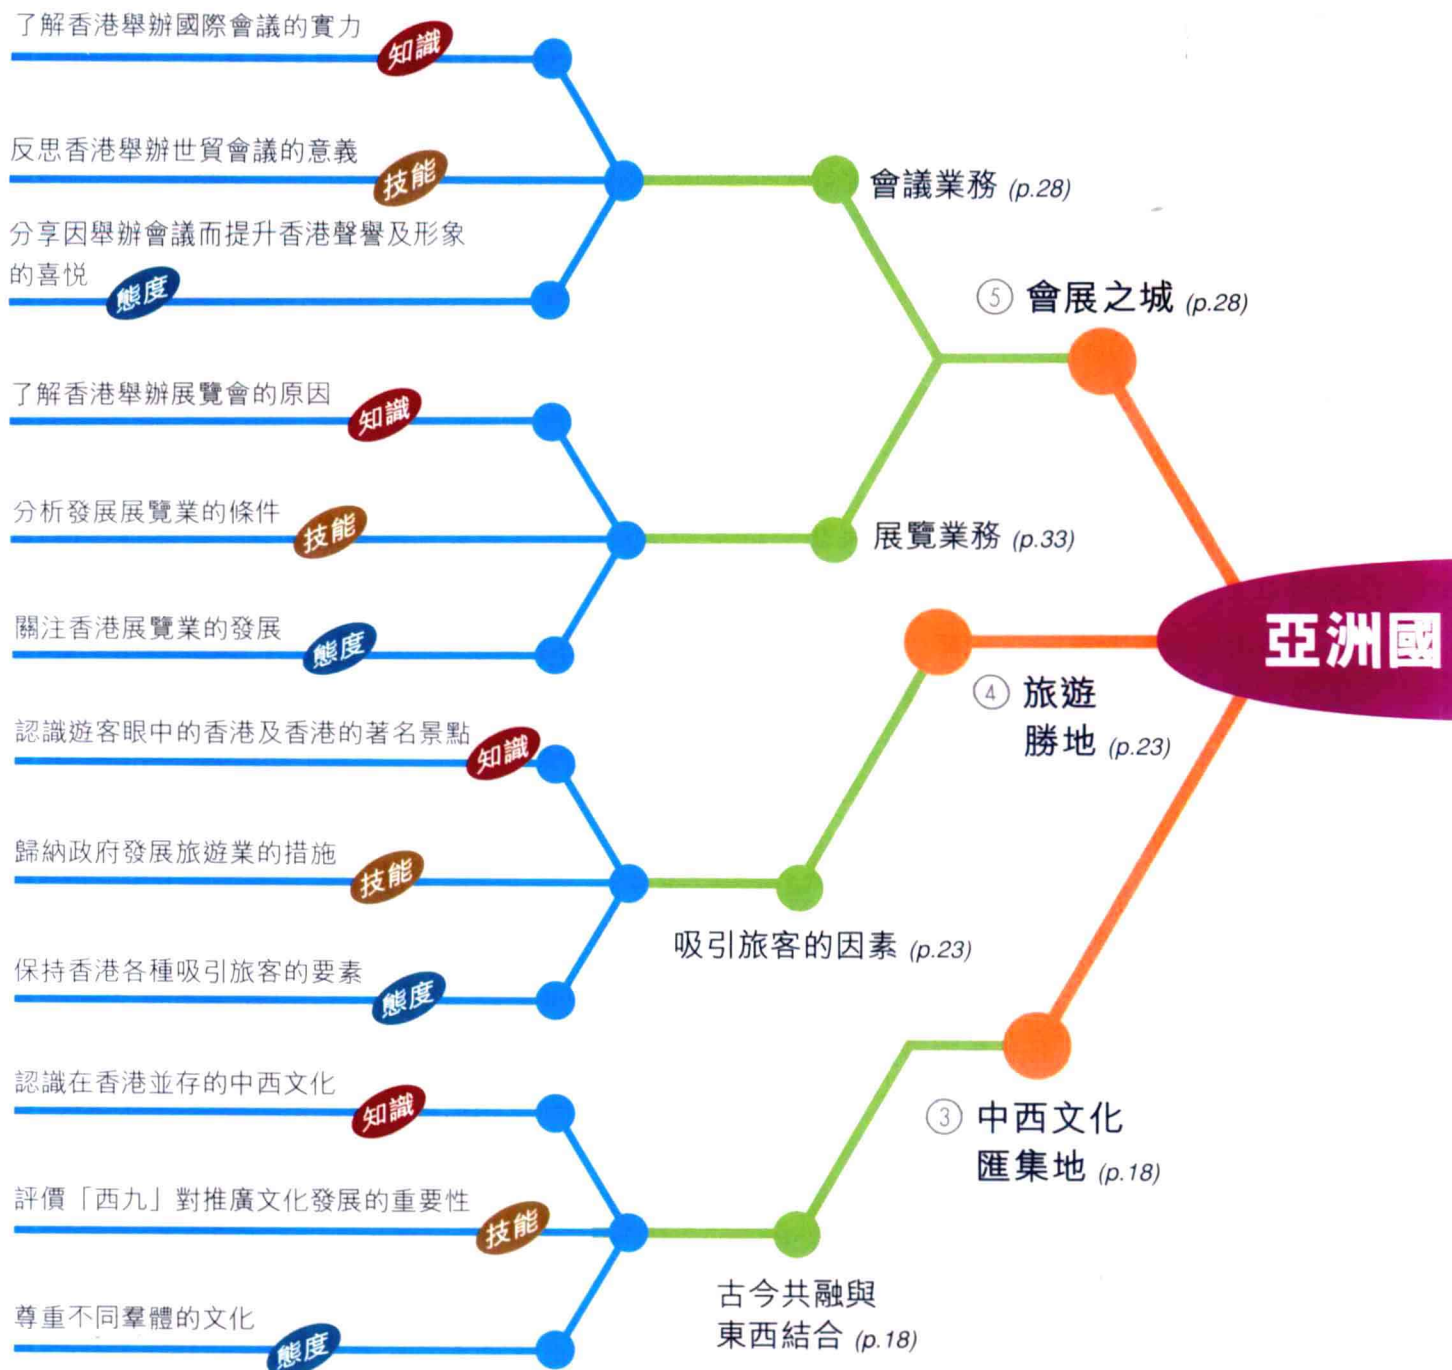 了解香港舉辦國際會議的實力
知識
反思香港舉辦世貿會議的意義
技能
分享因舉辦會議而提升香港聲譽及形象
的喜悦
態度
會議業務 (p.28)
⑤ 會展之城 (p.28)
了解香港舉辦展覽會的原因
知識
分析發展展覽業的條件
技能
展覽業務 (p.33)
關注香港展覽業的發展
態度
亞洲國
④ 旅遊
勝地 (p.23)
認識遊客眼中的香港及香港的著名景點
知識
歸納政府發展旅遊業的措施
技能
吸引旅客的因素 (p.23)
保持香港各種吸引旅客的要素
態度
認識在香港並存的中西文化
知識
③ 中西文化
匯集地 (p.18)
評價「西九」對推廣文化發展的重要性
技能
古今共融與
東西結合 (p.18)
尊重不同羣體的文化
態度